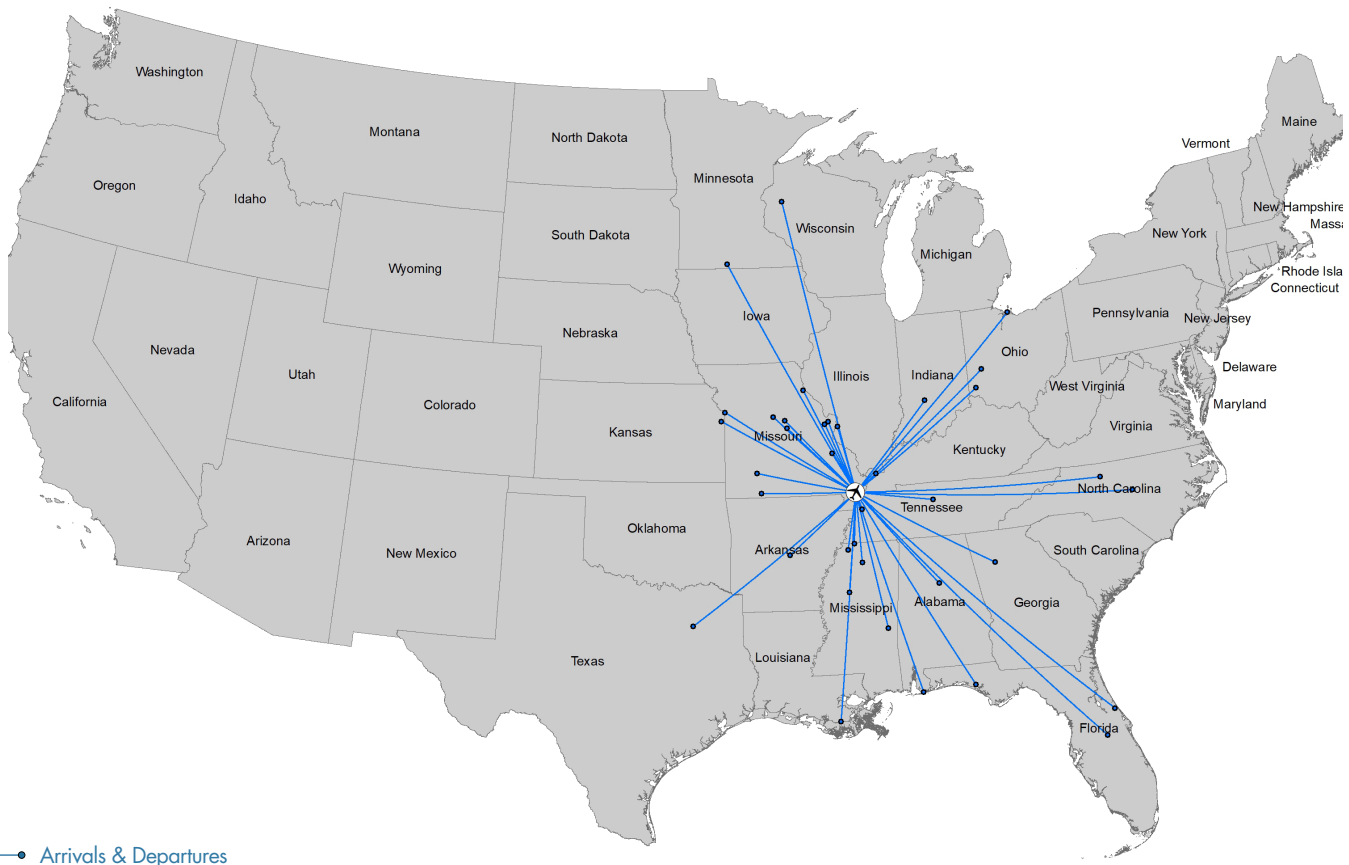 Washington
Montana
North Dakota
Minnesota
Maine
Vermont
Oregon
Idaho
New Hampshire
Massa
Wisconsin
South Dakota
New York
Michigan
Wyoming
Rhode Isla
Connecticut
Iowa
Pennsylvania
New Jersey
Nebraska
Nevada
Ohio
Utah
Illinois
Indiana
Delaware
West Virginia
California
Colorado
Maryland
Kansas
Missouri
Virginia
Kentucky
North Carolina
Tennessee
Oklahoma
Arizona
New Mexico
Arkansas
South Carolina
Mississippi
Alabama
Georgia
Texas
Louisiana
Florida
Arrivals & Departures